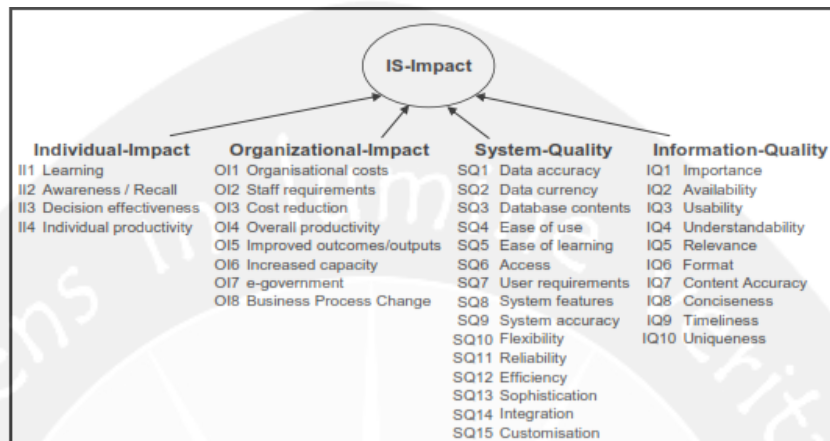 IS-Impact
Individual-Impact
II1 Learning
II2 Awareness / Recall
II3 Decision effectiveness
II4 Individual productivity
Organizational-Impact
OI1 Organisational costs
OI2 Staff requirements
OI3 Cost reduction
OI4 Overall productivity
OI5 Improved outcomes/outputs
OI6 Increased capacity
OI7 e-government
OI8 Business Process Change
System-Quality
SQ1 Data accuracy
SQ2 Data currency
SQ3 Database contents
SQ4 Ease of use
SQ5 Ease of learning
SQ6 Access
SQ7 User requirements
SQ8 System features
SQ9 System accuracy
SQ10 Flexibility
SQ11 Reliability
SQ12 Efficiency
SQ13 Sophistication
SQ14 Integration
SQ15 Customisation
Information-Quality
IQ1 Importance
IQ2 Availability
IQ3 Usability
IQ4 Understandability
IQ5 Relevance
IQ6 Format
IQ7 Content Accuracy
IQ8 Conciseness
IQ9 Timeliness
IQ10 Uniqueness